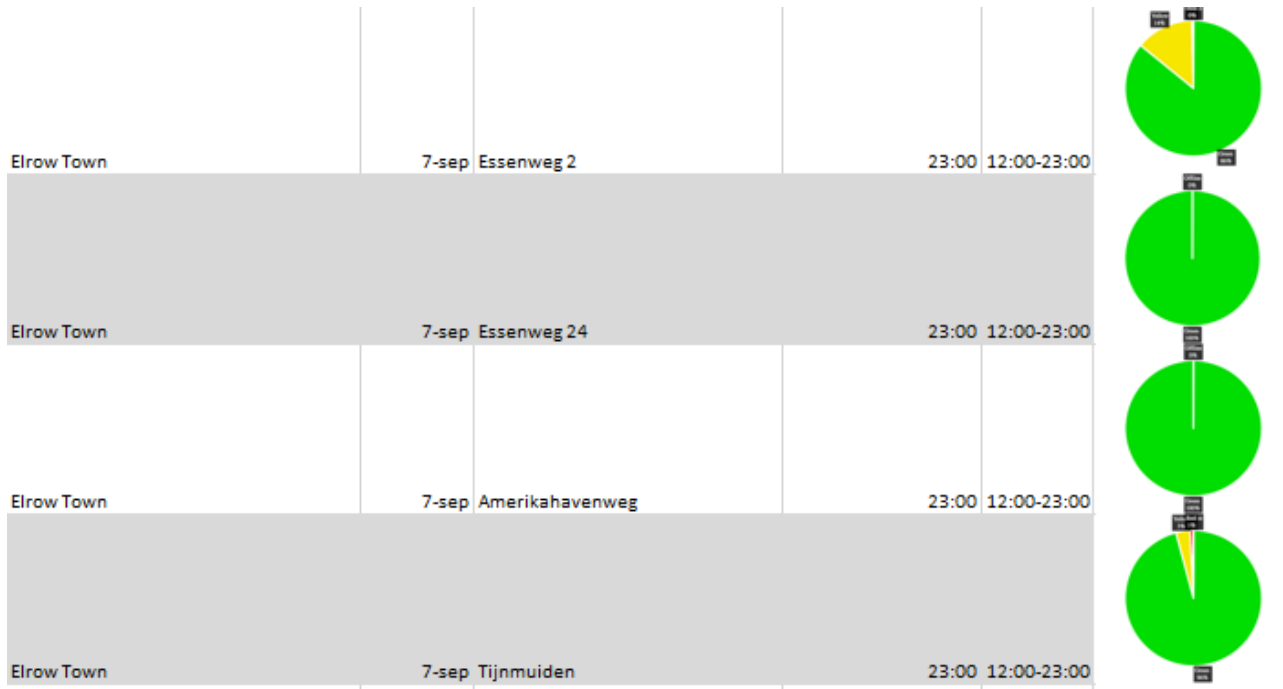 Elrow Town 7-sep Essenweg 2 23:00 12:00-23:00
Elrow Town 7-sep Essenweg 24 23:00 12:00-23:00
Elrow Town 7-sep Amerikahavenweg 23:00 12:00-23:00
Elrow Town 7-sep Tijnmuiden 23:00 12:00-23:00